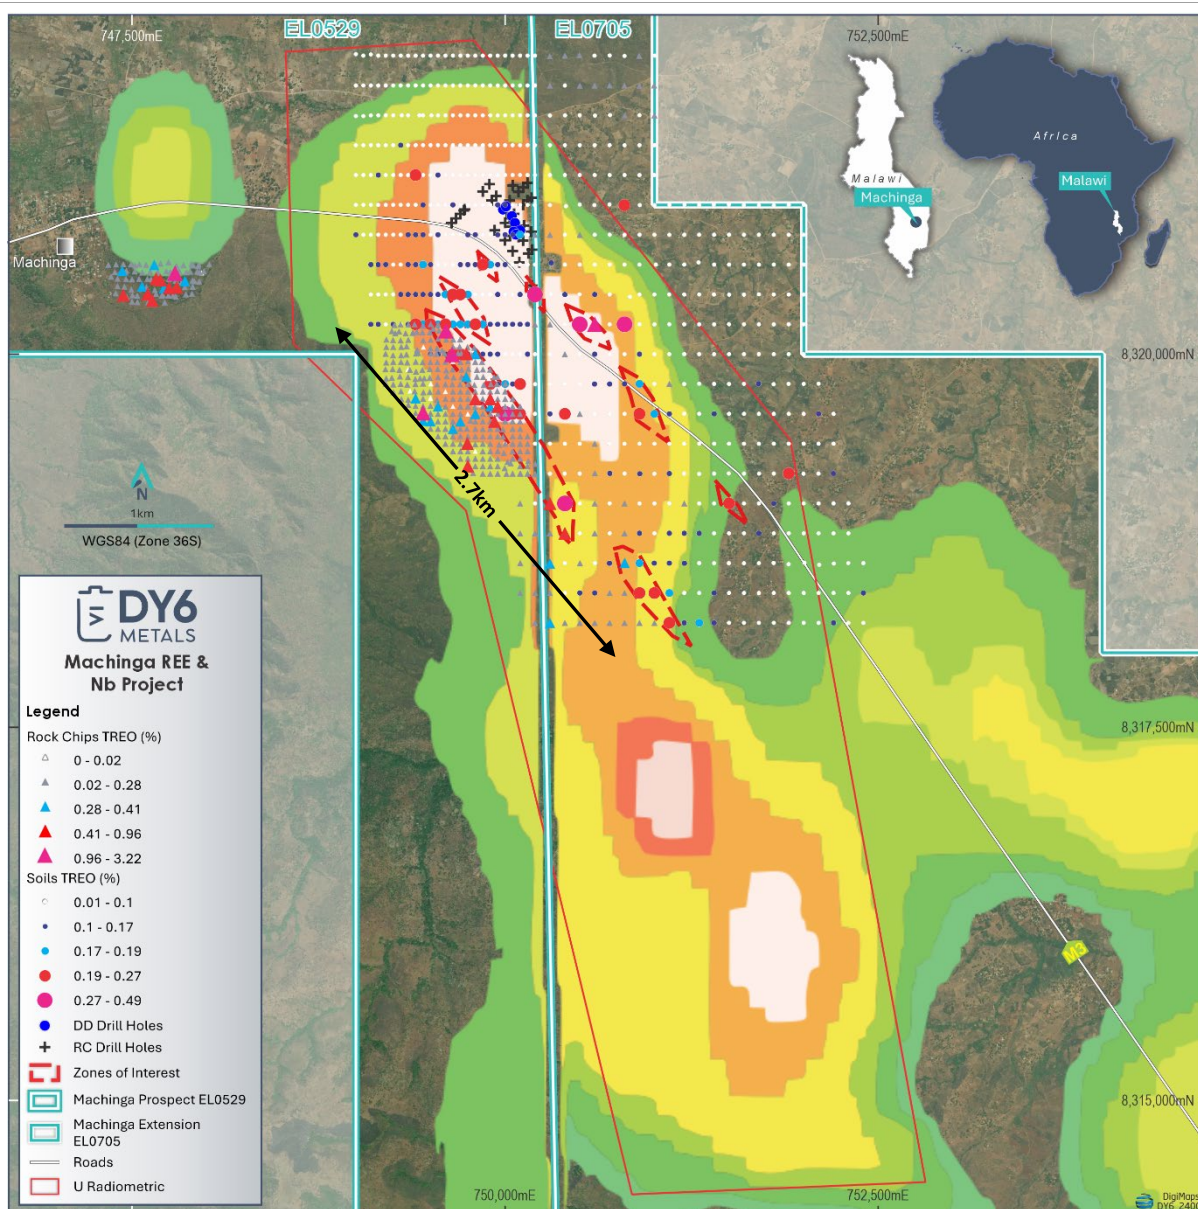 EL0529
EL0705
747,500mE
752,500mE
Africa
Malawi
Malawi
Machinga
Machinga
8,320,000mN
2.7km
N
1km
WGS84 (Zone 36S)
DY6
METALS
Machinga REE &
Nb Project
Legend
Rock Chips TREO (%)
0 - 0.02
0.02 - 0.28
0.28 - 0.41
0.41 - 0.96
0.96 - 3.22
Soils TREO (%)
0.01 - 0.1
0.1 - 0.17
0.17 - 0.19
0.19 - 0.27
0.27 - 0.49
DD Drill Holes
RC Drill Holes
Zones of Interest
Machinga Prospect EL0529
Machinga Extension
EL0705
Roads
U Radiometric
8,317,500mN
M3
8,315,000mN
750,000mE
752,500mE
DigiMaps